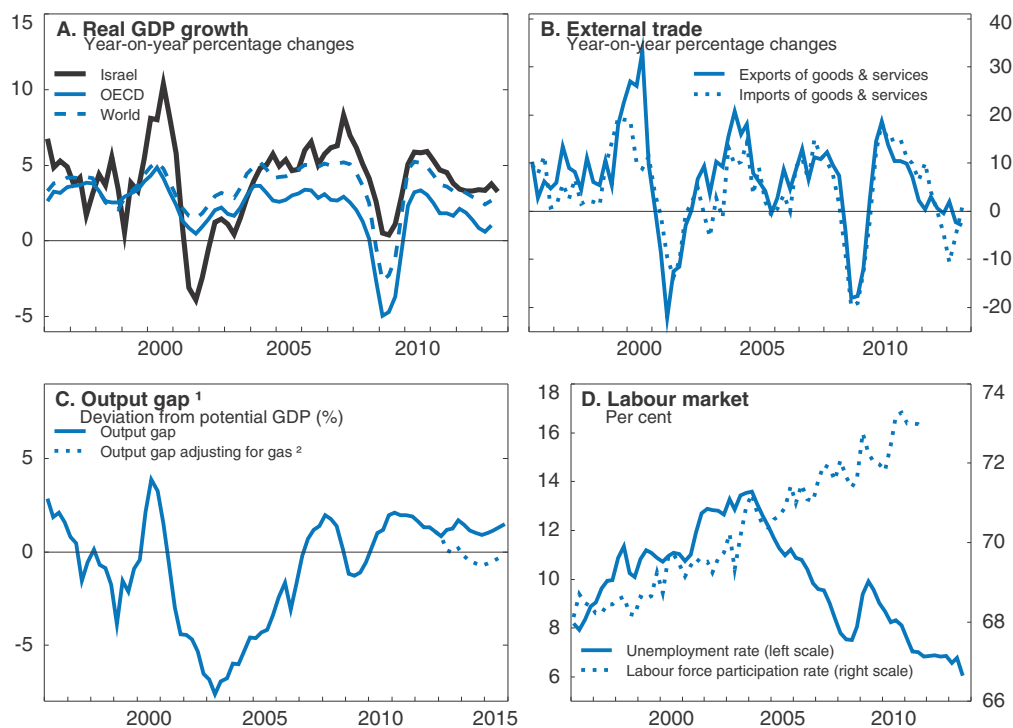 A. Real GDP growth
Year-on-year percentage changes
Israel
OECD
World
15
10
5
0
-5
2000 2005 2010
B. External trade
Year-on-year percentage changes
Exports of goods & services
Imports of goods & services
40
30
20
10
0
-10
-20
2000 2005 2010
C. Output gap ¹
Deviation from potential GDP (%)
Output gap
Output gap adjusting for gas ²
5
0
-5
2000 2005 2010 2015
D. Labour market
Per cent
18
16
14
12
10
8
6
74
72
70
68
66
Unemployment rate (left scale)
Labour force participation rate (right scale)
2000 2005 2010